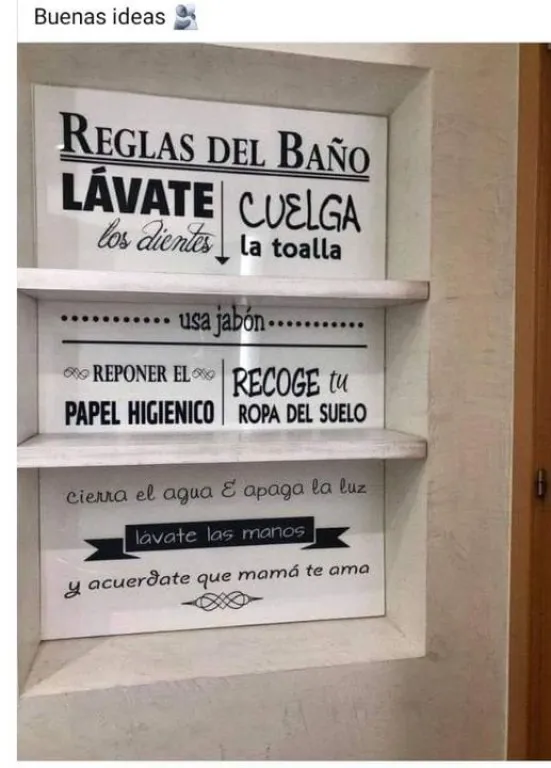 Buenas ideas
REGLAS DEL BAÑO
LÁVATE
los dientes
CUELGA
la toalla
usa jabón
REPONER EL
PAPEL HIGIENICO
RECOGE tu
ROPA DEL SUELO
cierra el agua & apaga la luz
lávate las manos
y acuerdate que mamá te ama